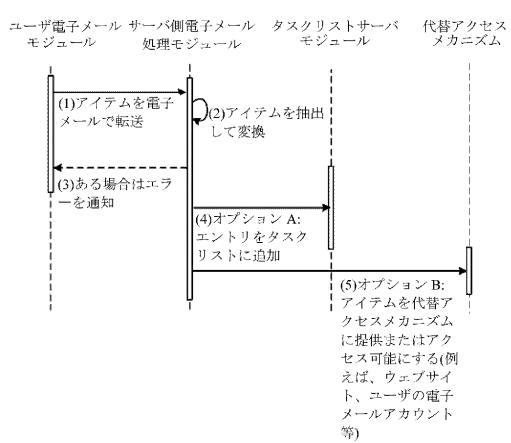 ユーザ電子メール
モジュール
サーバ側電子メール
処理モジュール
タスクリストサーバ
モジュール
代替アクセス
メカニズム
(1)アイテムを電子
メールで転送
(2)アイテムを抽出
して変換
(3)ある場合はエラ
ーを通知
(4)オプション A:
エントリをタスク
リストに追加
(5)オプション B:
アイテムを代替ア
クセスメカニズム
に提供またはアク
セス可能にする(例
えば、ウェブサイ
ト、ユーザの電子
メールアカウント
等)